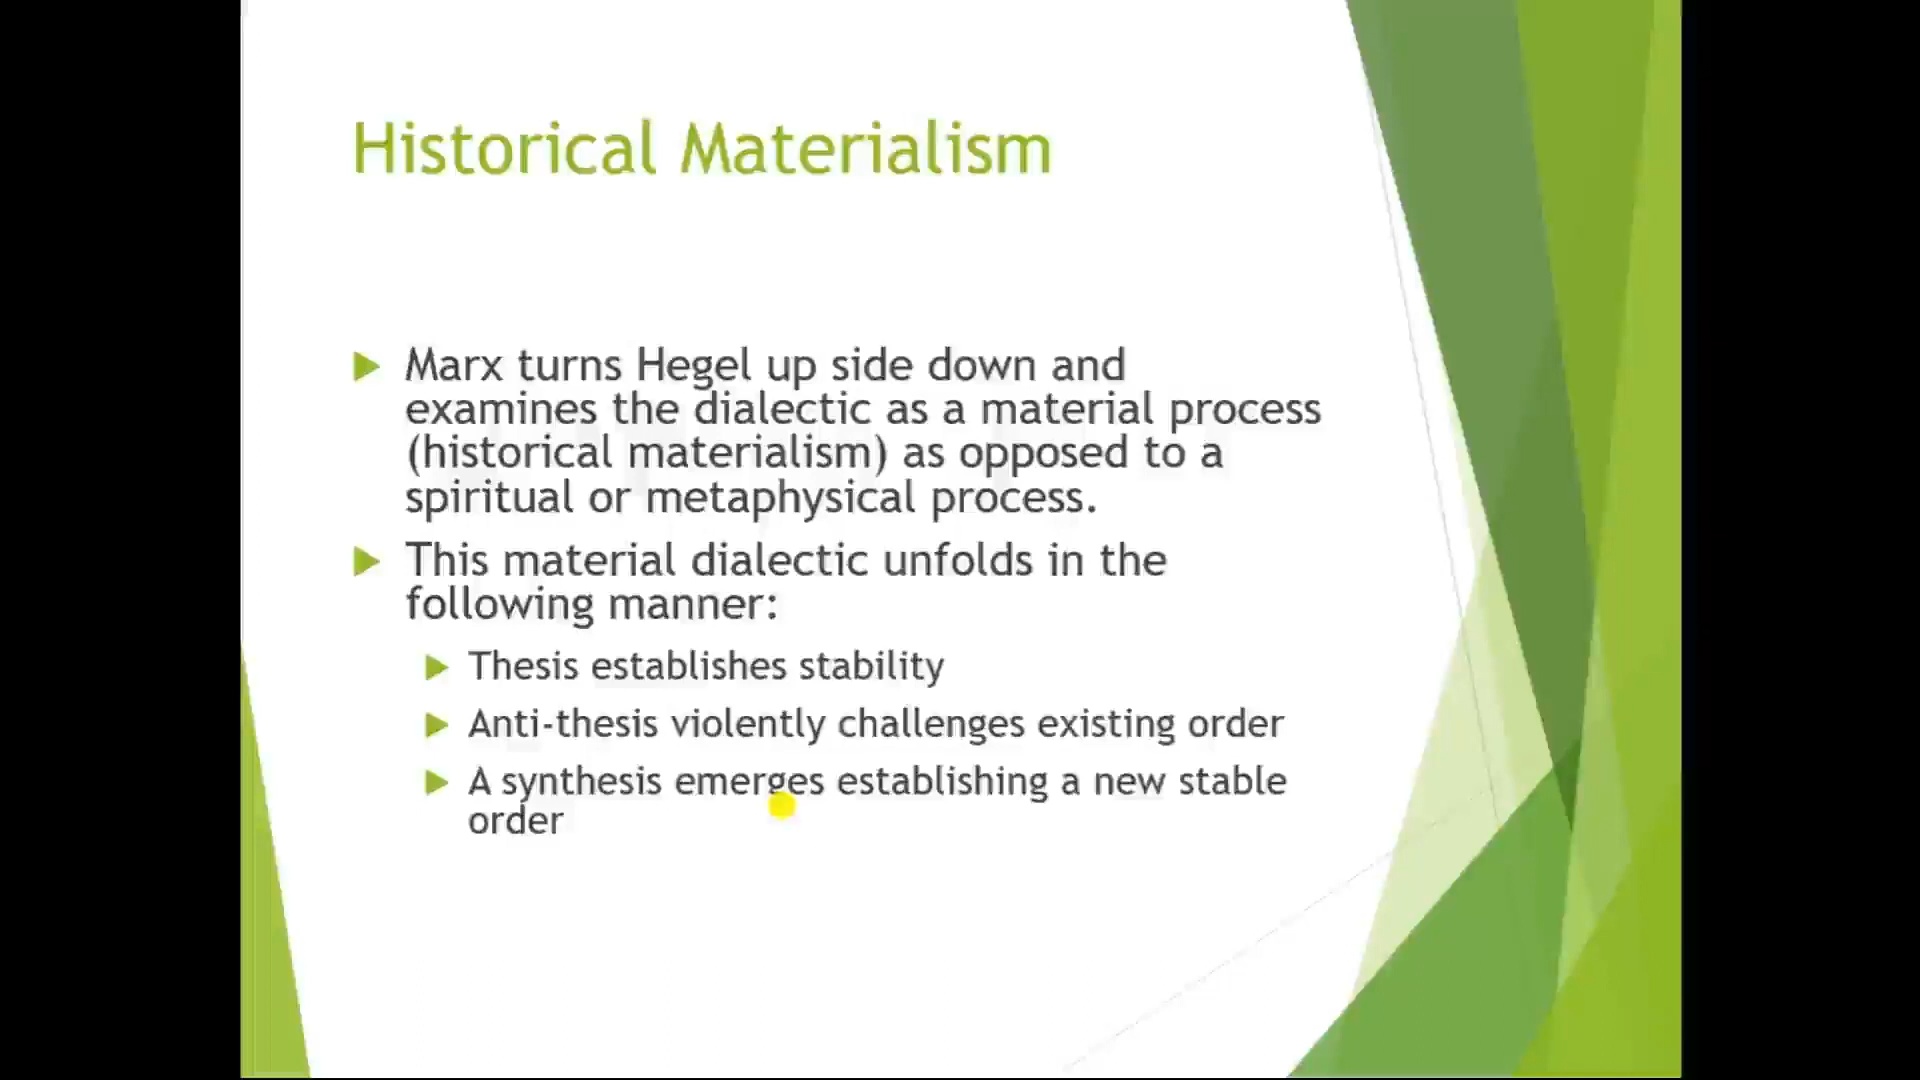 Historical Materialism
Marx turns Hegel up side down and
examines the dialectic as a material process
(historical materialism) as opposed to a
spiritual or metaphysical process.
This material dialectic unfolds in the
following manner:
Thesis establishes stability
Anti-thesis violently challenges existing order
A synthesis emerges establishing a new stable
order